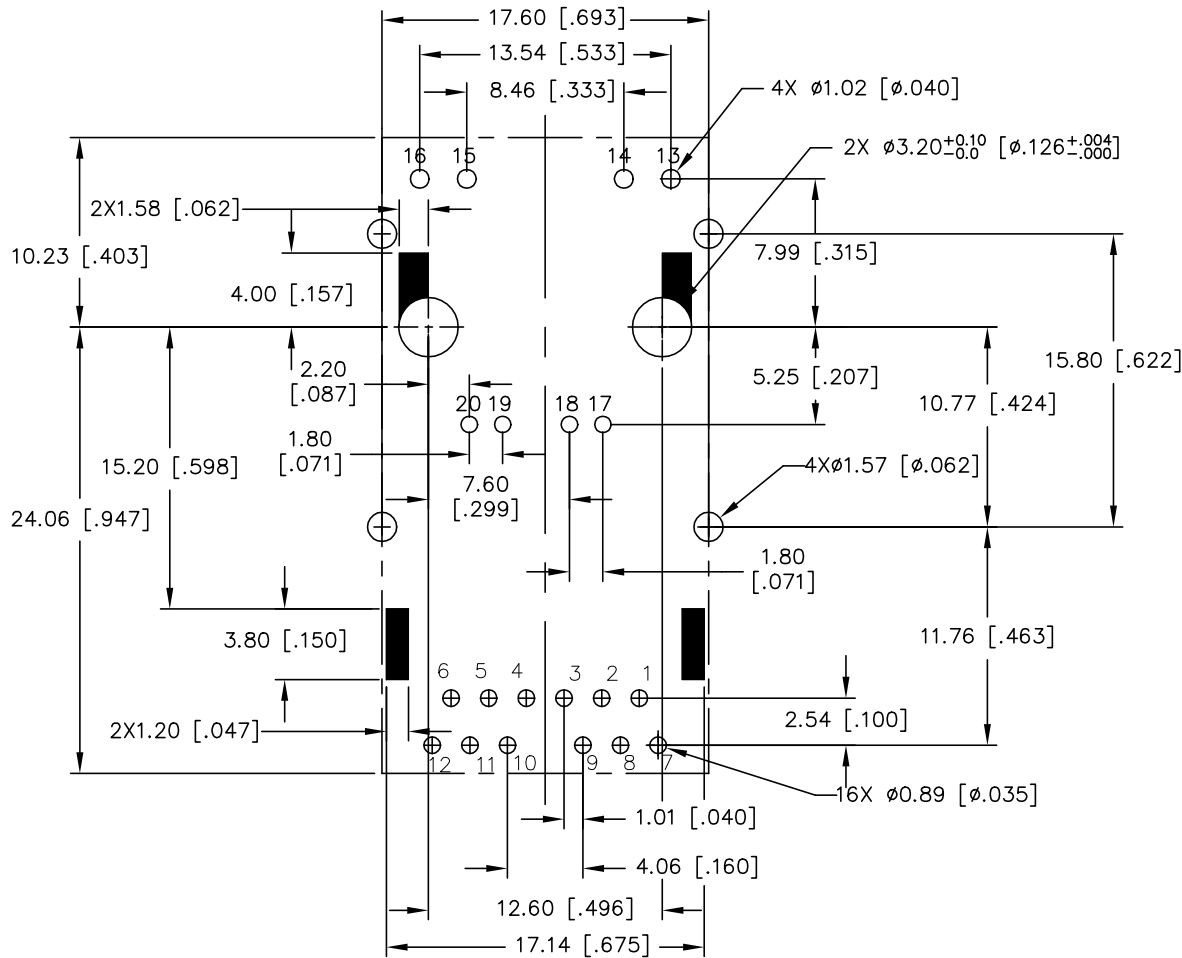 17.60 [.693]
13.54 [.533]
8.46 [.333]
4X ø1.02 [ø.040]
2X ø3.20+0.10 -0.0 [ø.126+.004 -.000]
16 15 14 13
2X1.58 [.062]
10.23 [.403]
7.99 [.315]
4.00 [.157]
15.80 [.622]
2.20
[.087]
5.25 [.207]
10.77 [.424]
20 19 18 17
1.80
[.071]
15.20 [.598]
4Xø1.57 [ø.062]
7.60
[.299]
24.06 [.947]
1.80
[.071]
3.80 [.150]
11.76 [.463]
6 5 4 3 2 1
2.54 [.100]
2X1.20 [.047]
12 11 10 9 8 7
16X ø0.89 [ø.035]
1.01 [.040]
4.06 [.160]
12.60 [.496]
17.14 [.675]